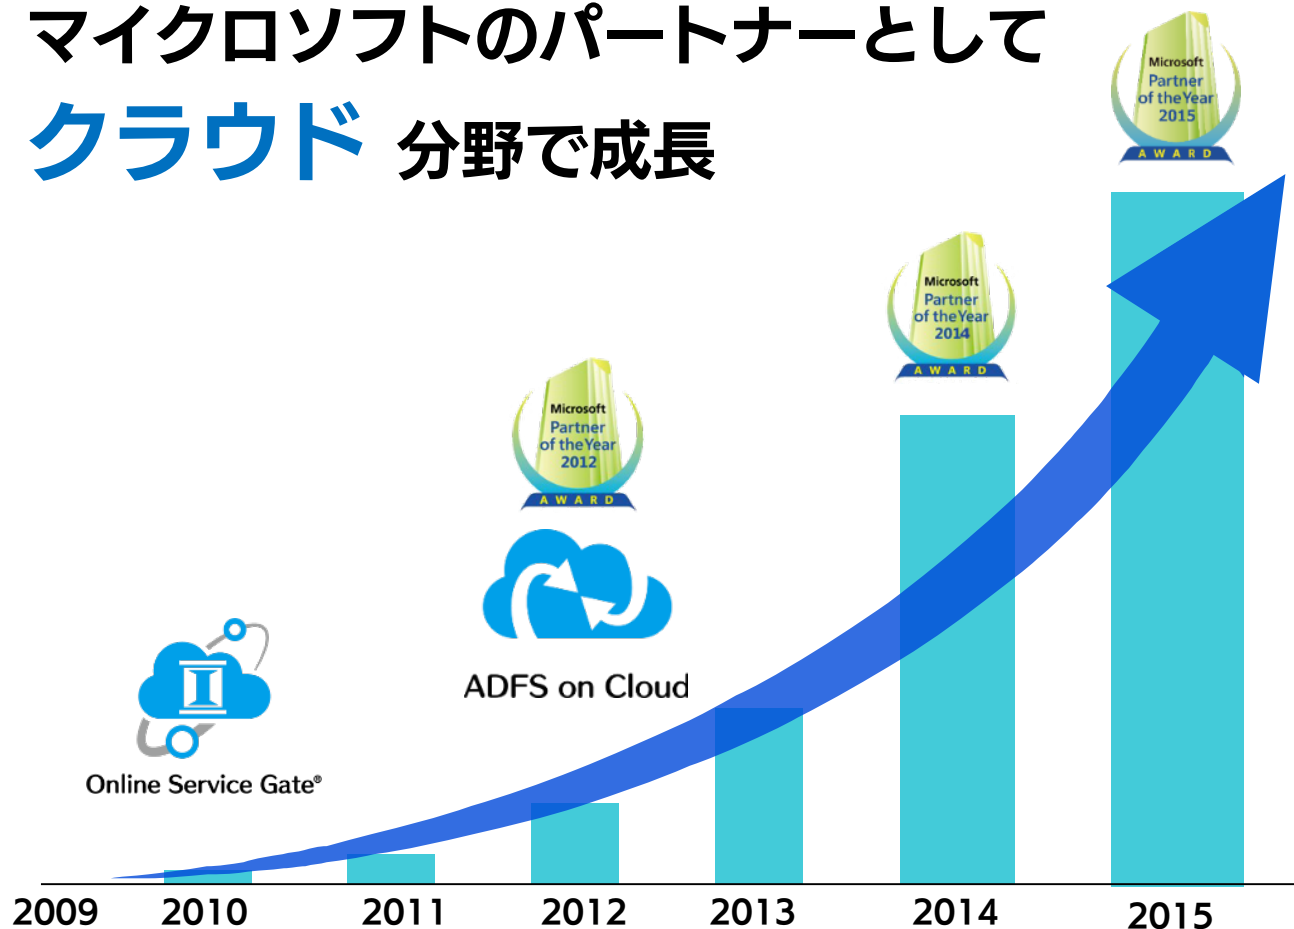 マイクロソフトのパートナーとして
クラウド 分野で成長
Microsoft
Partner
of the Year
2015
AWARD
Microsoft
Partner
of the Year
2014
AWARD
Microsoft
Partner
of the Year
2012
AWARD
ADFS on Cloud
Online Service Gate®
2009 2010 2011 2012 2013 2014 2015